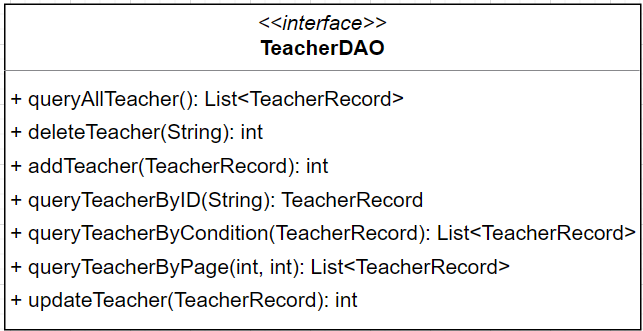 <<interface>>
TeacherDAO
+ queryAllTeacher(): List<TeacherRecord>
+ deleteTeacher(String): int
+ addTeacher(TeacherRecord): int
+ queryTeacherByID(String): TeacherRecord
+ queryTeacherByCondition(TeacherRecord): List<TeacherRecord>
+ queryTeacherByPage(int, int): List<TeacherRecord>
+ updateTeacher(TeacherRecord): int